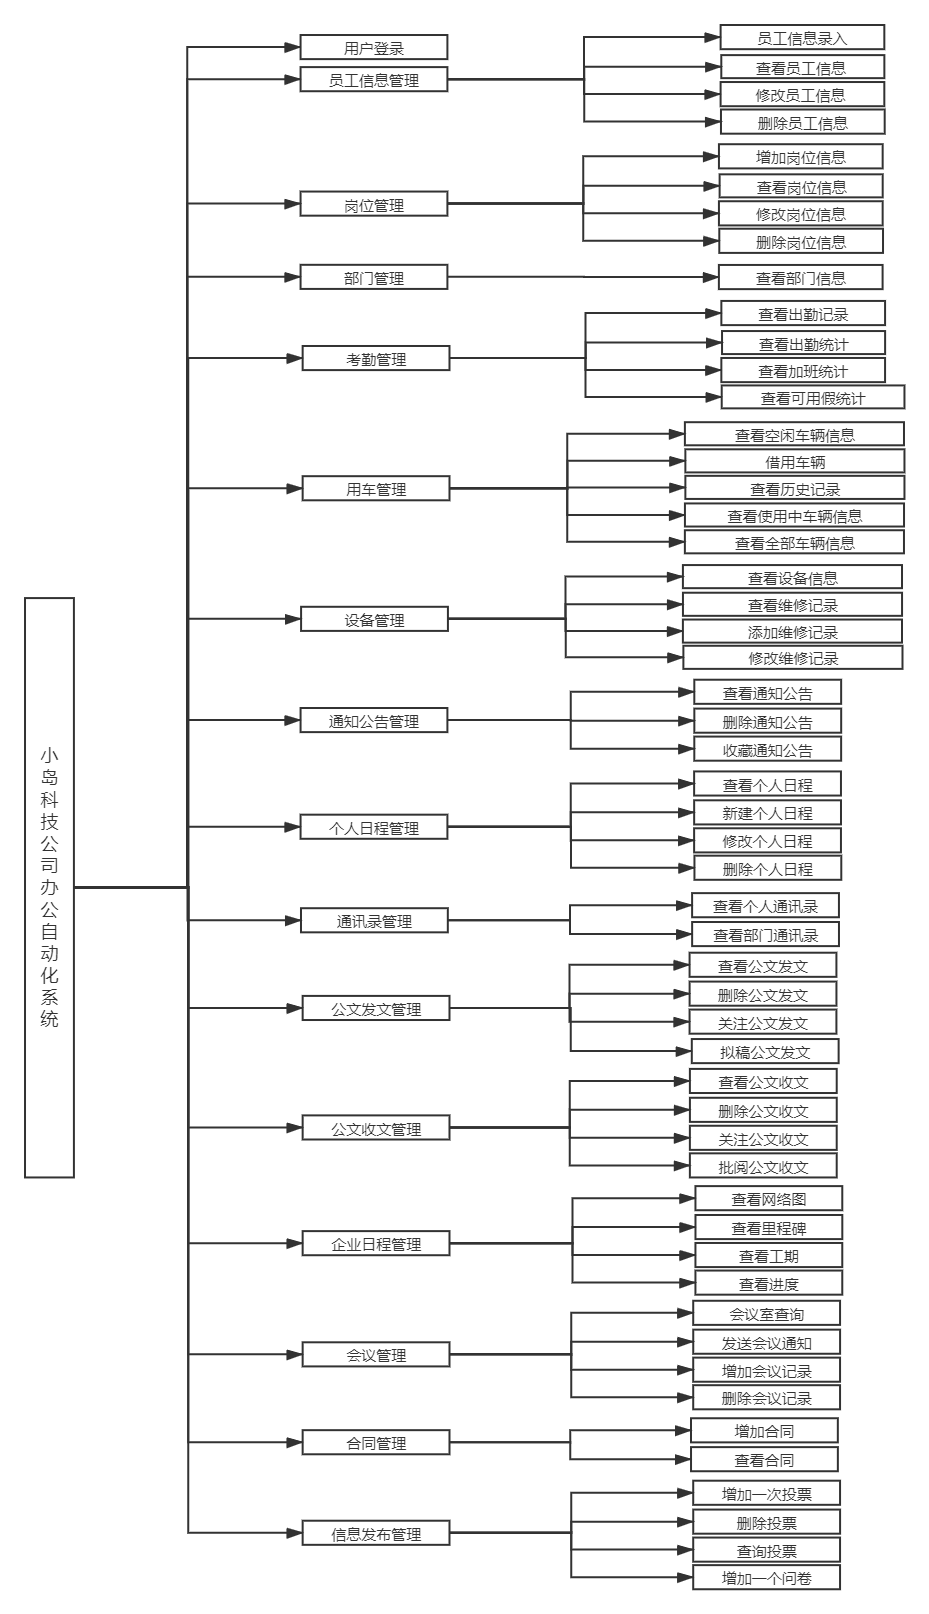 小岛科技公司办公自动化系统
用户登录
员工信息管理
员工信息录入
查看员工信息
修改员工信息
删除员工信息
岗位管理
增加岗位信息
查看岗位信息
修改岗位信息
删除岗位信息
部门管理
查看部门信息
考勤管理
查看出勤记录
查看出勤统计
查看加班统计
查看可用假统计
用车管理
查看空闲车辆信息
借用车辆
查看历史记录
查看使用中车辆信息
查看全部车辆信息
设备管理
查看设备信息
查看维修记录
添加维修记录
修改维修记录
通知公告管理
查看通知公告
删除通知公告
收藏通知公告
个人日程管理
查看个人日程
新建个人日程
修改个人日程
删除个人日程
通讯录管理
查看个人通讯录
查看部门通讯录
公文发文管理
查看公文发文
删除公文发文
关注公文发文
拟稿公文发文
公文收文管理
查看公文收文
删除公文收文
关注公文收文
批阅公文收文
企业日程管理
查看网络图
查看里程碑
查看工期
查看进度
会议管理
会议室查询
发送会议通知
增加会议记录
删除会议记录
合同管理
增加合同
查看合同
信息发布管理
增加一次投票
删除投票
查询投票
增加一个问卷